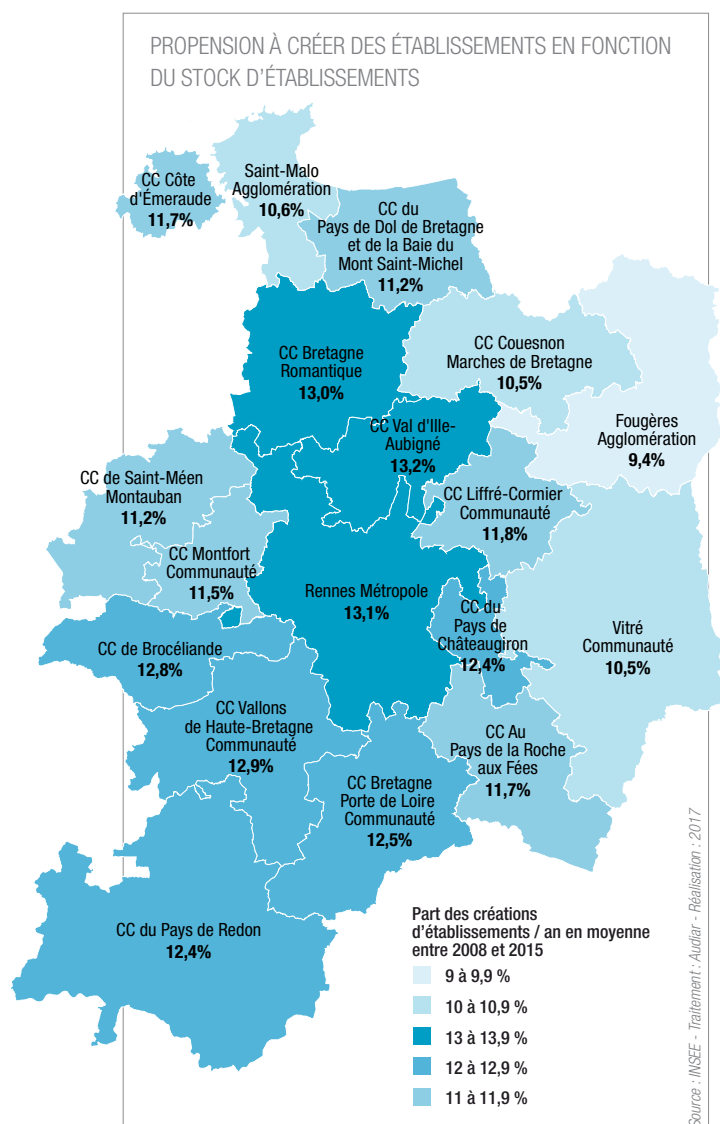 PROPENSION À CRÉER DES ÉTABLISSEMENTS EN FONCTION
DU STOCK D'ÉTABLISSEMENTS
CC Côte
d'Émeraude
11,7%
Saint-Malo
Agglomération
10,6%
CC du
Pays de Dol de Bretagne
et de la Baie du
Mont Saint-Michel
11,2%
CC Bretagne
Romantique
13,0%
CC Couesnon
Marches de Bretagne
10,5%
Fougères
Agglomération
9,4%
CC Val d'Ille-
Aubigné
13,2%
CC de Saint-Méen
Montauban
11,2%
CC Liffré-Cormier
Communauté
11,8%
CC Montfort
Communauté
11,5%
Rennes Métropole
13,1%
CC du
Pays de
Châteaugiron
12,4%
Vitré
Communauté
10,5%
CC de Brocéliande
12,8%
CC Vallons
de Haute-Bretagne
Communauté
12,9%
CC Au
Pays de la Roche
aux Fées
11,7%
CC Bretagne
Porte de Loire
Communauté
12,5%
CC du Pays de Redon
12,4%
Part des créations
d'établissements / an en moyenne
entre 2008 et 2015
9 à 9,9 %
10 à 10,9 %
13 à 13,9 %
12 à 12,9 %
11 à 11,9 %
Source : INSEE - Traitement : Audiar - Réalisation : 2017